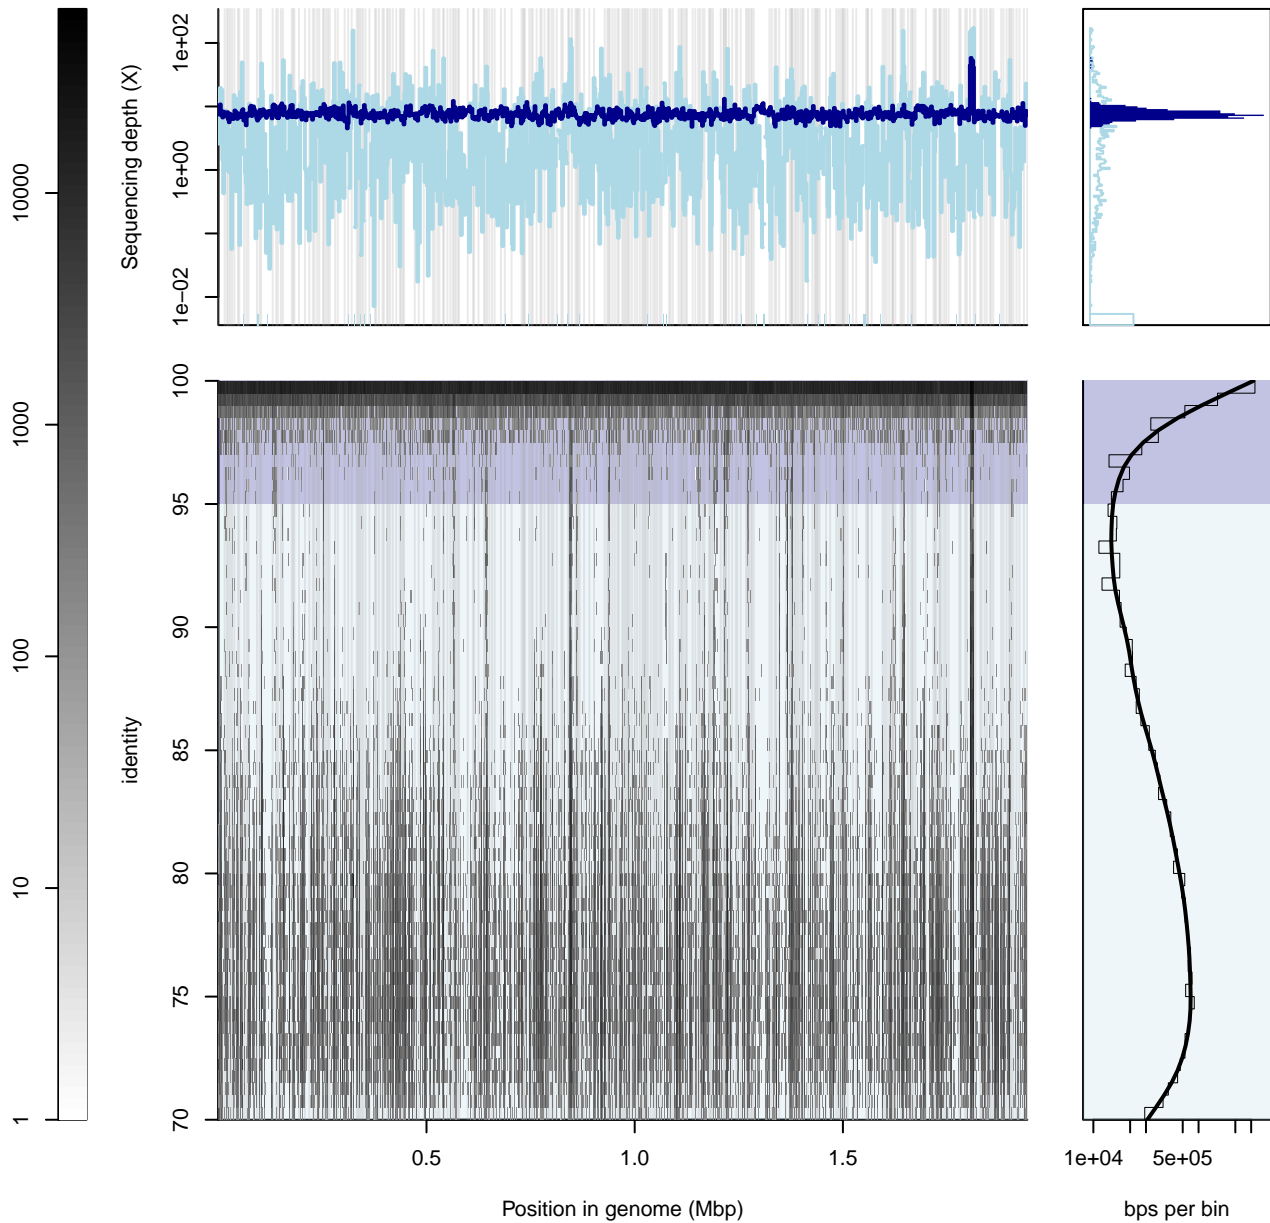 1 10 100 1000 10000
Sequencing depth (X)
1e−02 1e+00 1e+02
identity
70 75 80 85 90 95 100
0.5 1.0 1.5
Position in genome (Mbp)
1e+04 5e+05
bps per bin